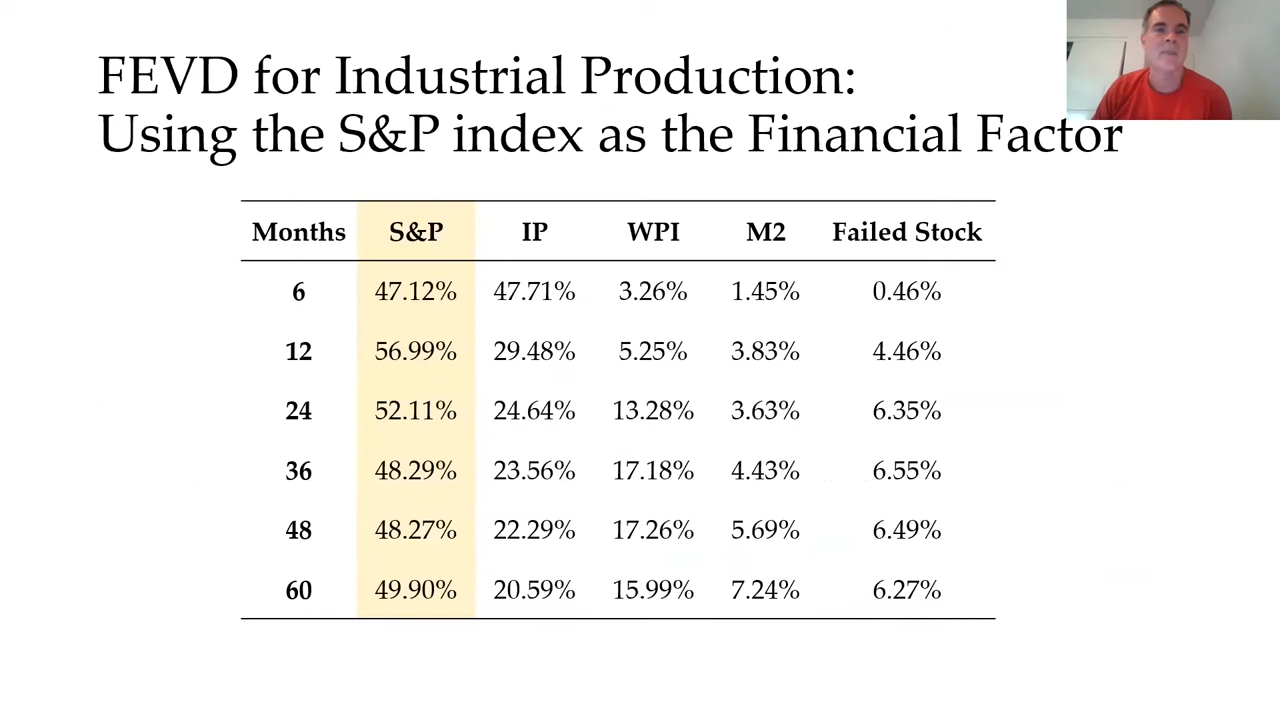 FEVD for Industrial Production:
Using the S&P index as the Financial Factor
Months S&P IP WPI M2 Failed Stock
6 47.12% 47.71% 3.26% 1.45% 0.46%
12 56.99% 29.48% 5.25% 3.83% 4.46%
24 52.11% 24.64% 13.28% 3.63% 6.35%
36 48.29% 23.56% 17.18% 4.43% 6.55%
48 48.27% 22.29% 17.26% 5.69% 6.49%
60 49.90% 20.59% 15.99% 7.24% 6.27%